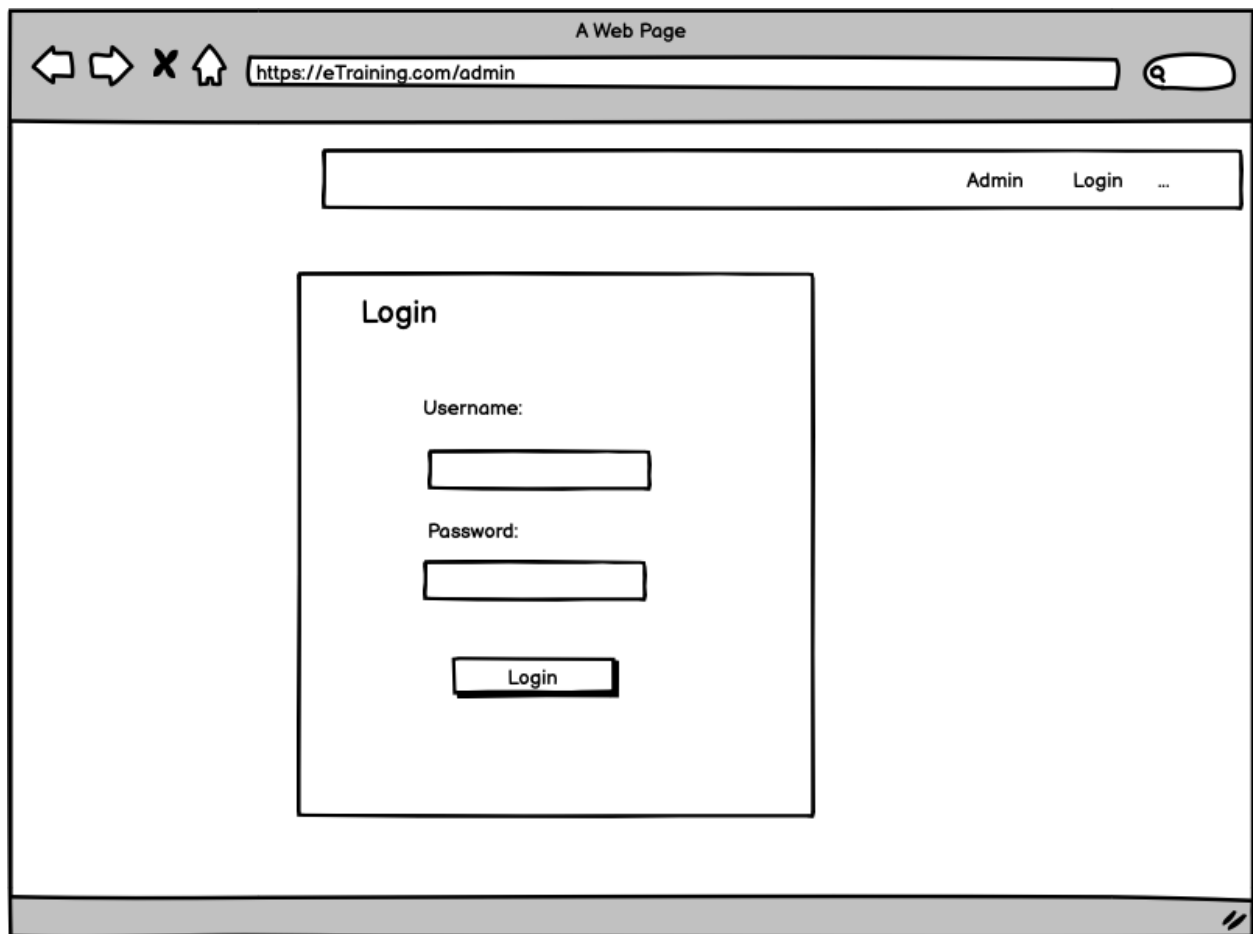 A Web Page
https://eTraining.com/admin
Admin Login ...
Login
Username:
Password:
Login